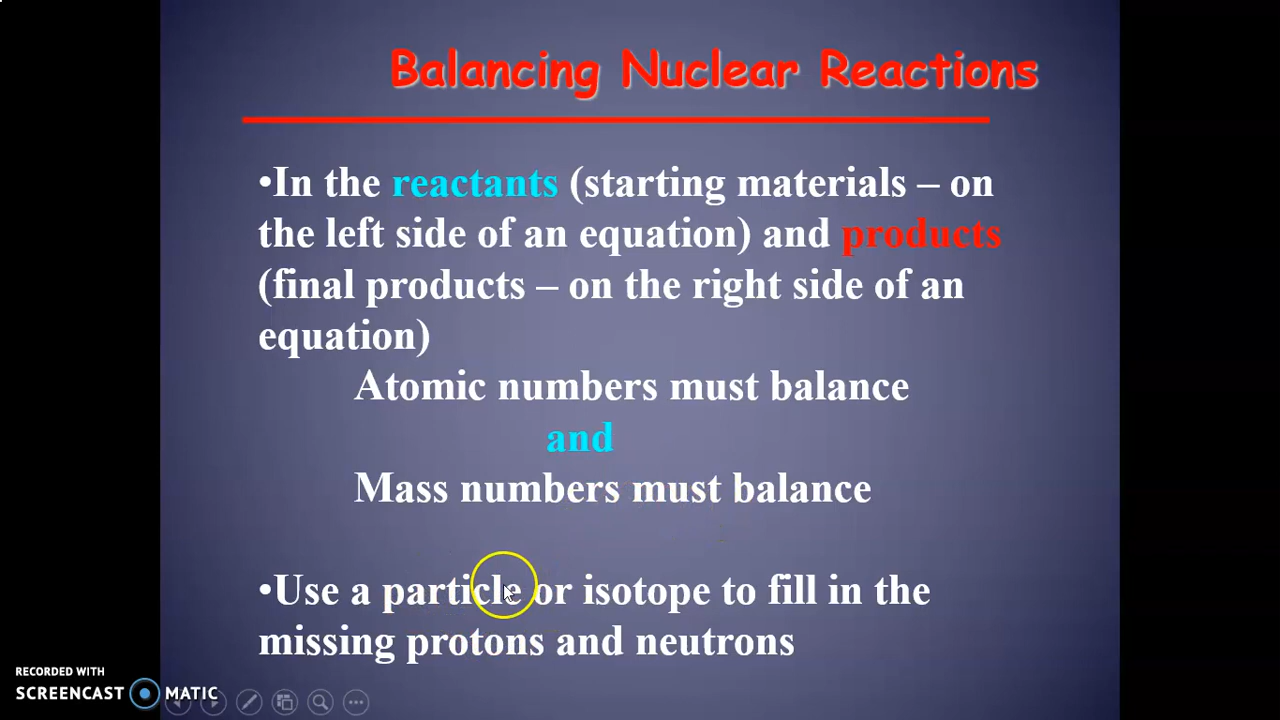 Balancing Nuclear Reactions
•In the reactants (starting materials – on
the left side of an equation) and products
(final products – on the right side of an
equation)
Atomic numbers must balance
and
Mass numbers must balance
•Use a particle or isotope to fill in the
missing protons and neutrons
RECORDED WITH
SCREENCAST MATIC